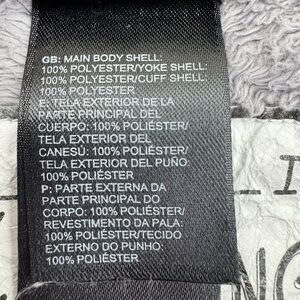 GB: MAIN BODY SHELL:
100% POLYESTER/YOKE SHELL:
100% POLYESTER/CUFF SHELL:
100% POLYESTER
E: TELA EXTERIOR DE LA
PARTE PRINCIPAL DEL
CUERPO: 100% POLIÉSTER/
TELA EXTERIOR DEL
CANESÚ: 100% POLIÉSTER/
TELA EXTERIOR DEL PUÑO:
100% POLIÉSTER
P: PARTE EXTERNA DA
PARTE PRINCIPAL DO
CORPO: 100% POLIÉSTER/
REVESTIMENTO DA PALA:
100% POLIÉSTER/TECIDO
EXTERNO DO PUNHO:
100% POLIÉSTER